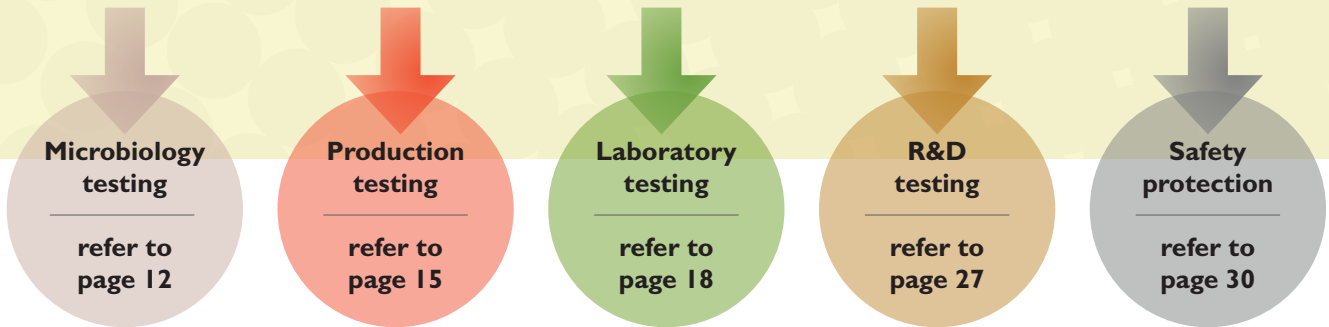 Microbiology
testing
refer to
page 12
Production
testing
refer to
page 15
Laboratory
testing
refer to
page 18
R&D
testing
refer to
page 27
Safety
protection
refer to
page 30